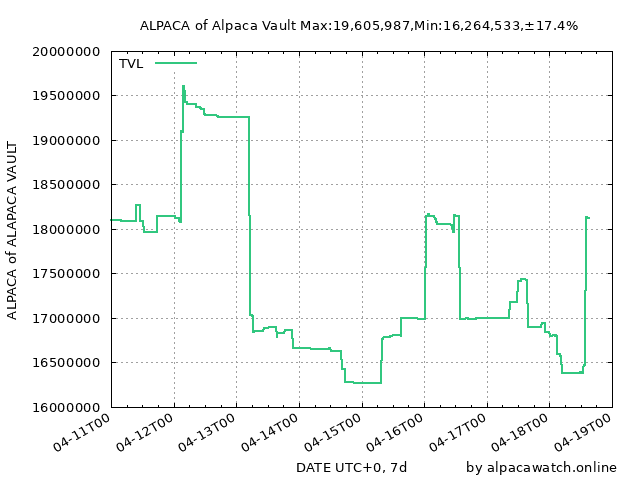 ALPACA of Alpaca Vault Max:19,605,987,Min:16,264,533,±17.4%
TVL
ALPACA of ALAPACA VAULT
20000000
19500000
19000000
18500000
18000000
17500000
17000000
16500000
16000000
04-11T00
04-12T00
04-13T00
04-14T00
04-15T00
04-16T00
04-17T00
04-18T00
04-19T00
DATE UTC+0, 7d
by alpacawatch.online